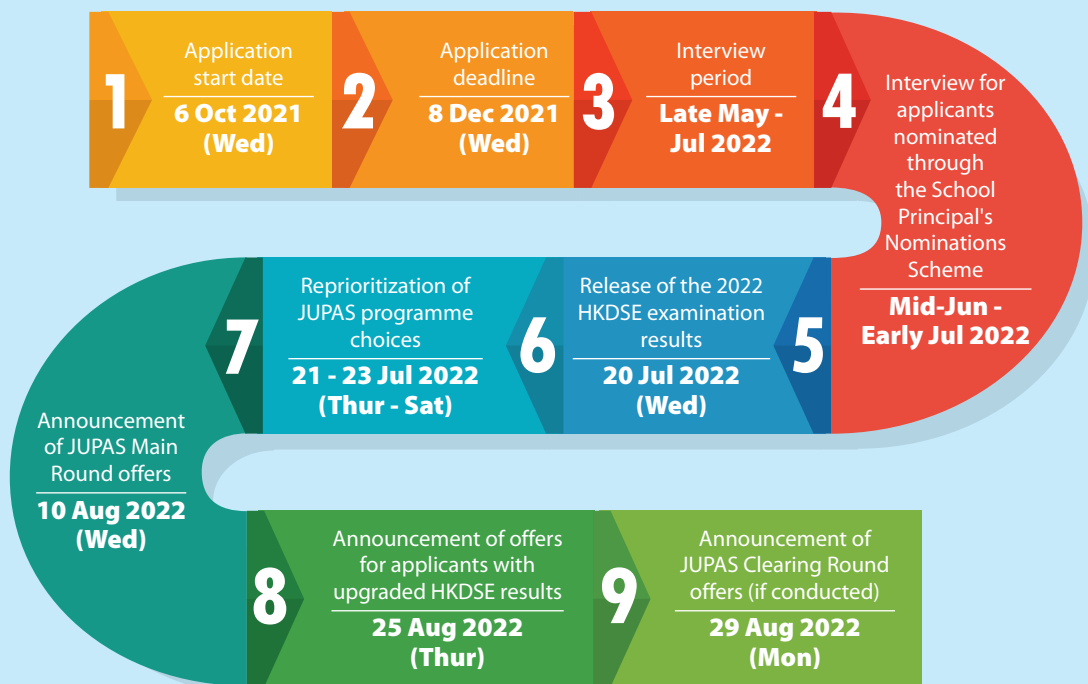 1
Application
start date
6 Oct 2021
(Wed)
2
Application
deadline
8 Dec 2021
(Wed)
3
Interview
period
Late May -
Jul 2022
4
Interview for
applicants
nominated
through
the School
Principal's
Nominations
Scheme
Mid-Jun -
Early Jul 2022
5
Release of the 2022
HKDSE examination
results
20 Jul 2022
(Wed)
6
Reprioritization of
JUPAS programme
choices
21 - 23 Jul 2022
(Thur - Sat)
7
Announcement
of JUPAS Main
Round offers
10 Aug 2022
(Wed)
8
Announcement of offers
for applicants with
upgraded HKDSE results
25 Aug 2022
(Thur)
9
Announcement of
JUPAS Clearing Round
offers (if conducted)
29 Aug 2022
(Mon)